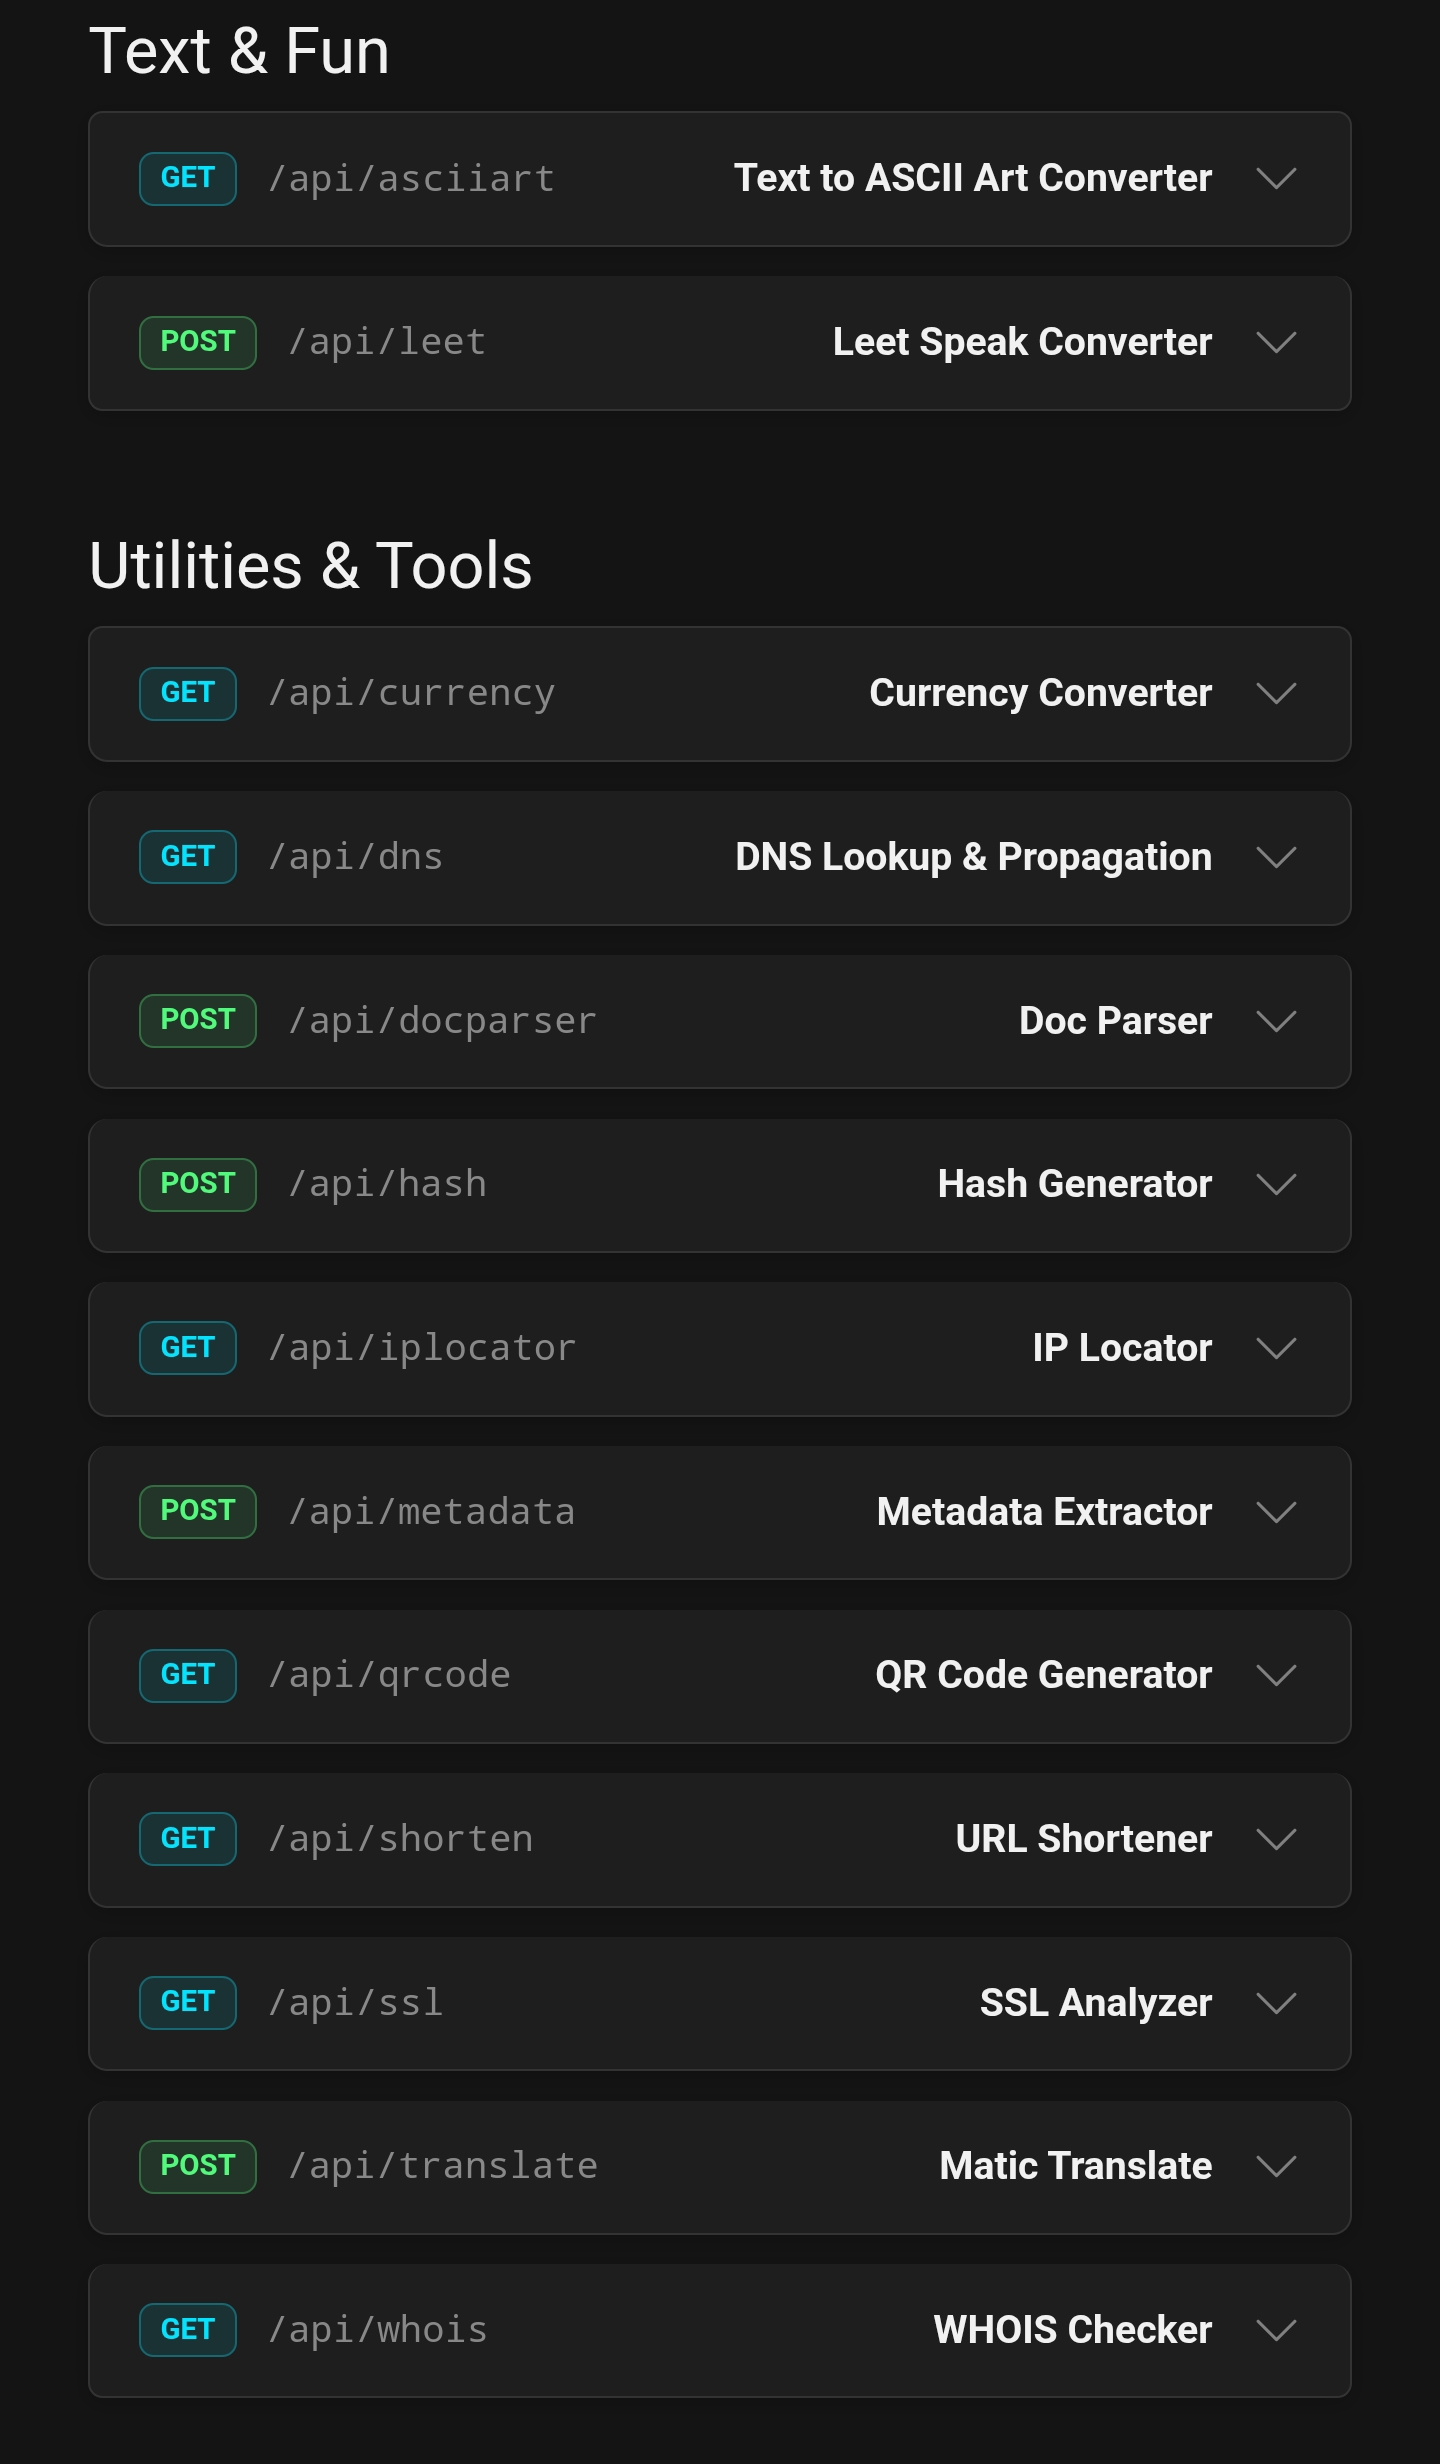 Text & Fun
GET /api/asciiart Text to ASCII Art Converter
POST /api/leet Leet Speak Converter
Utilities & Tools
GET /api/currency Currency Converter
GET /api/dns DNS Lookup & Propagation
POST /api/docparser Doc Parser
POST /api/hash Hash Generator
GET /api/iplocator IP Locator
POST /api/metadata Metadata Extractor
GET /api/qrcode QR Code Generator
GET /api/shorten URL Shortener
GET /api/ssl SSL Analyzer
POST /api/translate Matic Translate
GET /api/whois WHOIS Checker